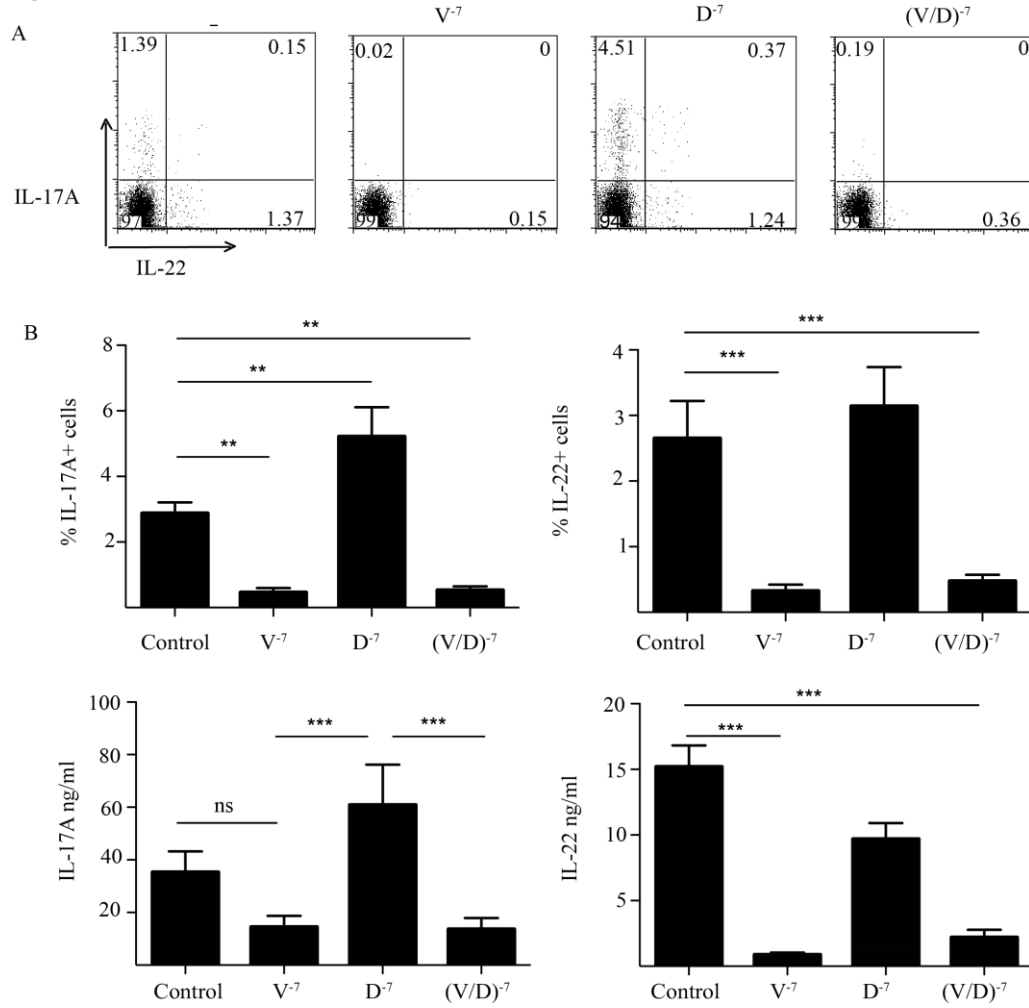 A
– V⁻⁷ D⁻⁷ (V/D)⁻⁷
1.39 0.15 0.02 0 4.51 0.37 0.19 0
IL-17A
97 1.37 99 0.15 94 1.24 99 0.36
IL-22
B
** ** **
% IL-17A+ cells
8
6
4
2
Control V⁻⁷ D⁻⁷ (V/D)⁻⁷
*** ***
% IL-22+ cells
4
3
2
1
Control V⁻⁷ D⁻⁷ (V/D)⁻⁷
ns *** ***
IL-17A ng/ml
100
80
60
40
20
Control V⁻⁷ D⁻⁷ (V/D)⁻⁷
*** ***
IL-22 ng/ml
20
15
10
5
Control V⁻⁷ D⁻⁷ (V/D)⁻⁷